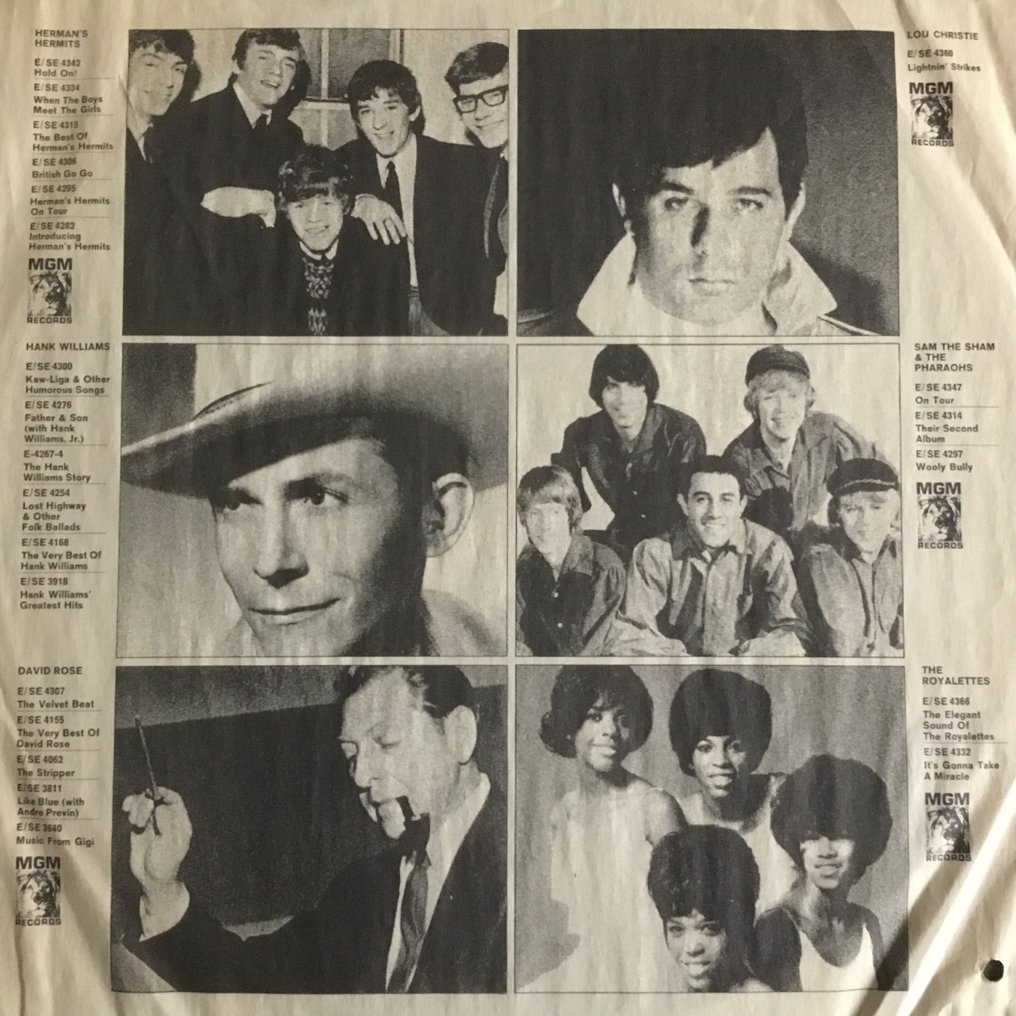 HERMAN'S
HERMITS
E/SE 4342
Hold On!
E/SE 4334
When The Boys
Meet The Girls
E/SE 4315
The Best Of
Herman's Hermits
E/SE 4306
British Go Go
E/SE 4295
Herman's Hermits
On Tour
E/SE 4282
Introducing
Herman's Hermits
MGM
RECORDS
LOU CHRISTIE
E/SE 4360
Lightnin' Strikes
MGM
RECORDS
HANK WILLIAMS
E/SE 4300
Kaw-Liga & Other
Humorous Songs
E/SE 4276
Father & Son
(with Hank
Williams, Jr.)
E-4267-4
The Hank
Williams Story
E/SE 4254
Lost Highway
& Other
Folk Ballads
E/SE 4168
The Very Best Of
Hank Williams
E/SE 3918
Hank Williams'
Greatest Hits
SAM THE SHAM
& THE
PHARAOHS
E/SE 4347
On Tour
E/SE 4314
Their Second
Album
E/SE 4297
Wooly Bully
MGM
RECORDS
DAVID ROSE
E/SE 4307
The Velvet Beat
E/SE 4155
The Very Best Of
David Rose
E/SE 4062
The Stripper
E/SE 3811
Like Blue (with
Andre Previn)
E/SE 3640
Music From Gigi
MGM
RECORDS
THE
ROYALETTES
E/SE 4366
The Elegant
Sound Of
The Royalettes
E/SE 4332
It's Gonna Take
A Miracle
MGM
RECORDS